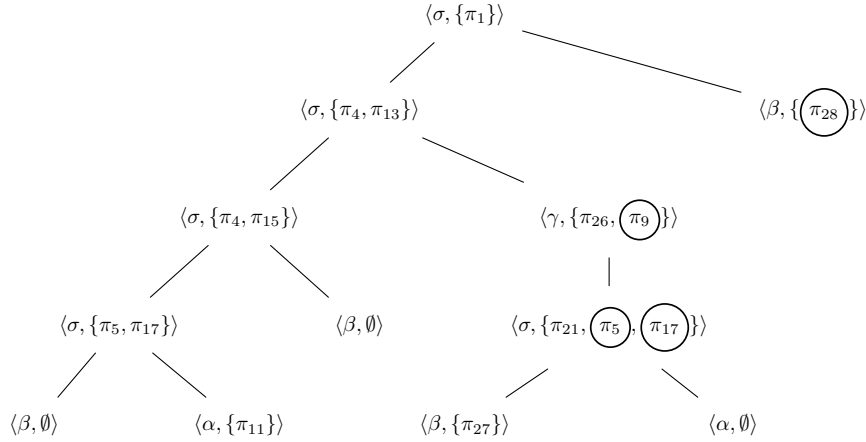 ⟨σ, {π₁}⟩
⟨σ, {π₄, π₁₃}⟩ ⟨β, {π₂₈}⟩
⟨σ, {π₄, π₁₅}⟩ ⟨γ, {π₂₆, π₉}⟩
⟨σ, {π₅, π₁₇}⟩ ⟨β, ∅⟩ ⟨σ, {π₂₁, π₅, π₁₇}⟩
⟨β, ∅⟩ ⟨α, {π₁₁}⟩ ⟨β, {π₂₇}⟩ ⟨α, ∅⟩